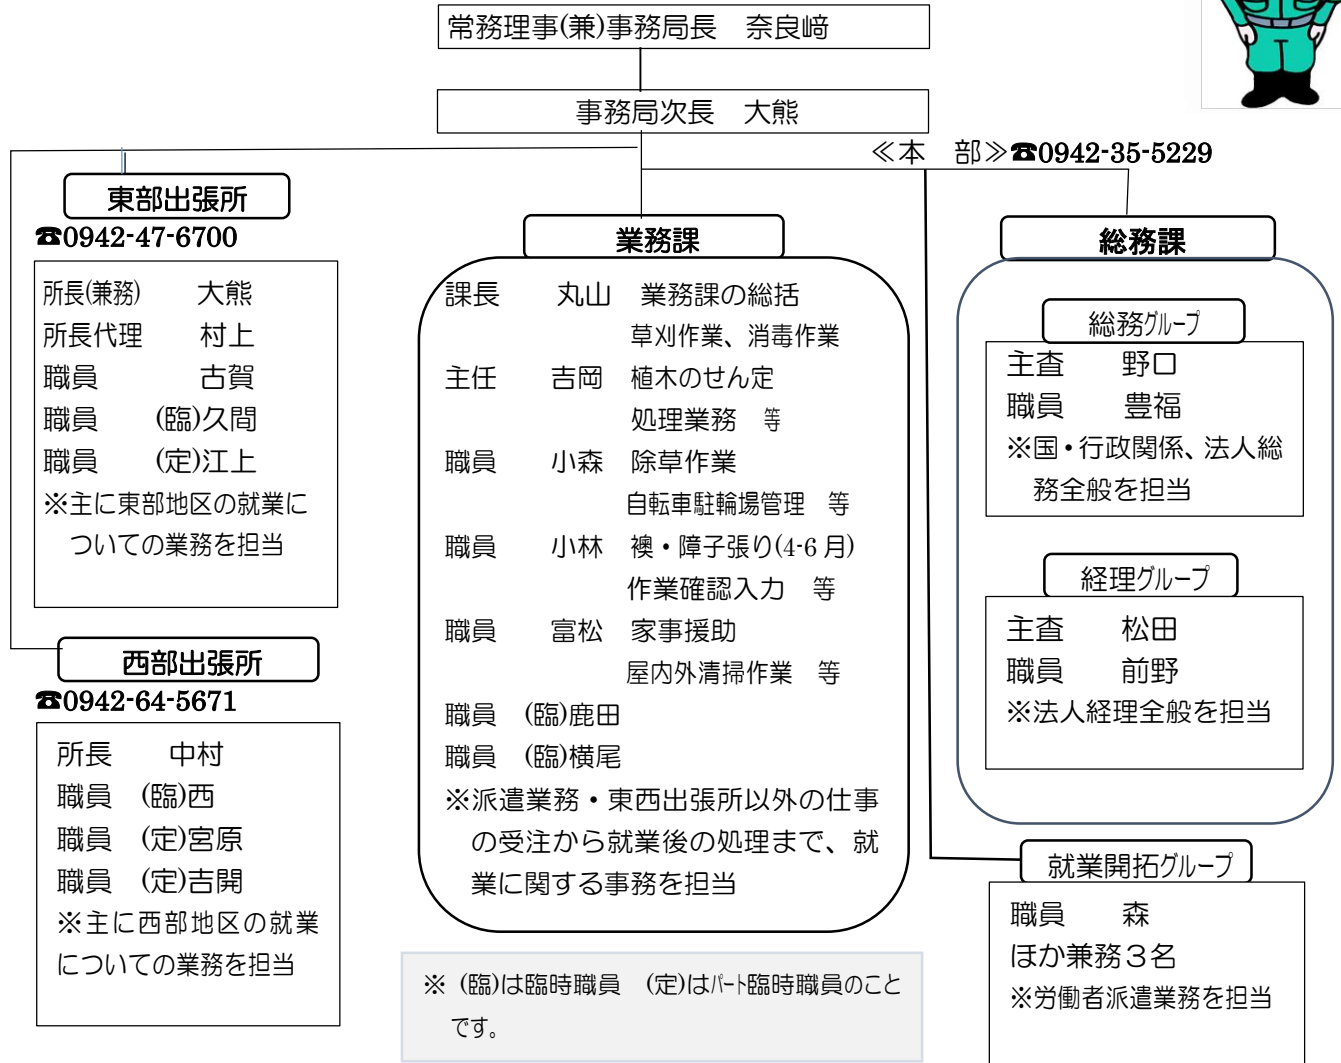 常務理事(兼)事務局長 奈良﨑
事務局次長 大熊
≪本 部≫☎0942-35-5229
東部出張所
☎0942-47-6700
所長(兼務) 大熊
所長代理 村上
職員 古賀
職員 (臨)久間
職員 (定)江上
※主に東部地区の就業に
ついての業務を担当
西部出張所
☎0942-64-5671
所長 中村
職員 (臨)西
職員 (定)宮原
職員 (定)吉開
※主に西部地区の就業
についての業務を担当
業務課
課長 丸山 業務課の総括
草刈作業、消毒作業
主任 吉岡 植木のせん定
処理業務 等
職員 小森 除草作業
自転車駐輪場管理 等
職員 小林 襖・障子張り(4-6月)
作業確認入力 等
職員 富松 家事援助
屋内外清掃作業 等
職員 (臨)鹿田
職員 (臨)横尾
※派遣業務・東西出張所以外の仕事
の受注から就業後の処理まで、就
業に関する事務を担当
※ (臨)は臨時職員 (定)はパート臨時職員のこと
です。
総務課
総務グループ
主査 野口
職員 豊福
※国・行政関係、法人総
務全般を担当
経理グループ
主査 松田
職員 前野
※法人経理全般を担当
就業開拓グループ
職員 森
ほか兼務３名
※労働者派遣業務を担当